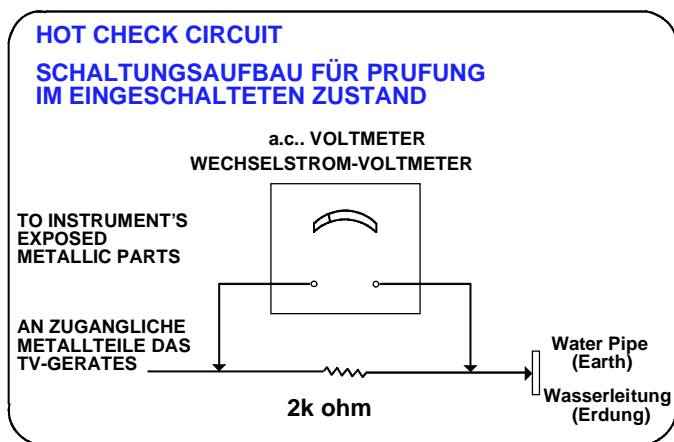 HOT CHECK CIRCUIT
SCHALTUNGSAUFBAU FÜR PRUFUNG
IM EINGESCHALTETEN ZUSTAND
a.c.. VOLTMETER
WECHSELSTROM-VOLTMETER
TO INSTRUMENT'S
EXPOSED
METALLIC PARTS
AN ZUGANGLICHE
METALLTEILE DAS
TV-GERATES
2k ohm
Water Pipe
(Earth)
Wasserleitung
(Erdung)